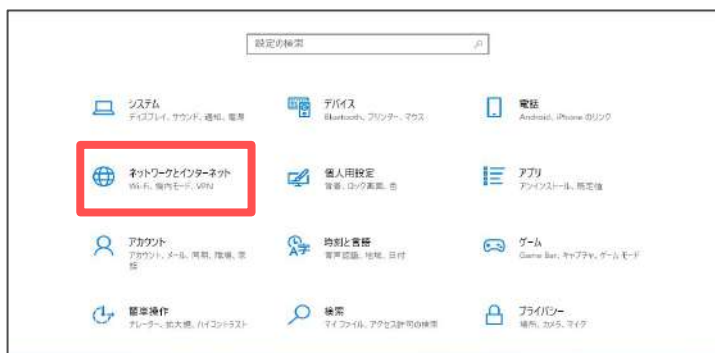 設定の検索
システム
ディスプレイ、サウンド、通知、電源
デバイス
Bluetooth、プリンター、マウス
電話
Android, iPhone のリンク
ネットワークとインターネット
Wi-Fi、機内モード、VPN
個人用設定
背景、ロック画面、色
アプリ
アンインストール、既定値
アカウント
アカウント、メール、同期、職場、家族
時刻と言語
音声認識、地域、日付
ゲーム
Game Bar、キャプチャ、ゲーム モード
簡単操作
ナレーター、拡大鏡、ハイコントラスト
検索
マイ ファイル、アクセス許可の検索
プライバシー
場所、カメラ、マイク